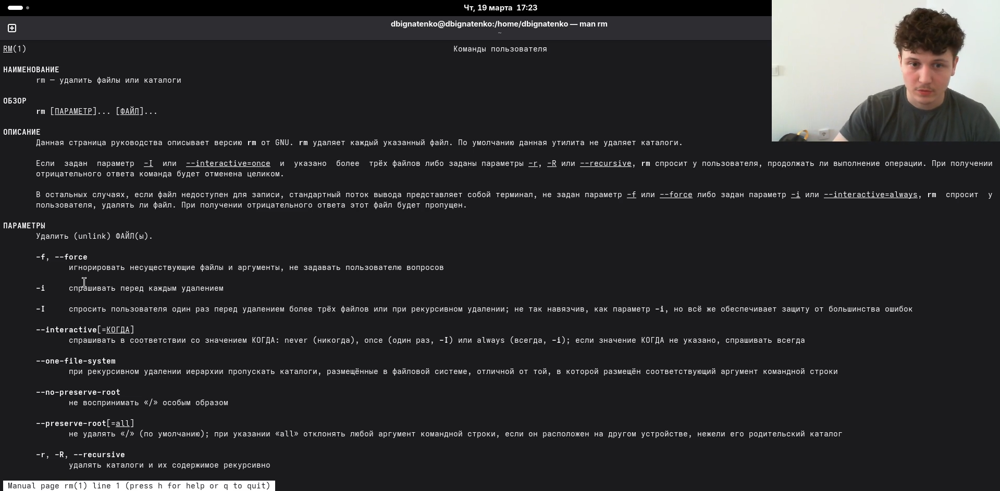 Чт, 19 марта 17:23
dbignatenko@dbignatenko:/home/dbignatenko — man rm
~
RM(1) Команды пользователя
НАИМЕНОВАНИЕ
rm — удалить файлы или каталоги
ОБЗОР
rm [ПАРАМЕТР]... [ФАЙЛ]...
ОПИСАНИЕ
Данная страница руководства описывает версию rm от GNU. rm удаляет каждый указанный файл. По умолчанию данная утилита не удаляет каталоги.
Если задан параметр -I или --interactive=once и указано более трёх файлов либо заданы параметры -r, -R или --recursive, rm спросит у пользователя, продолжать ли выполнение операции. При получении
отрицательного ответа команда будет отменена целиком.
В остальных случаях, если файл недоступен для записи, стандартный поток вывода представляет собой терминал, не задан параметр -f или --force либо задан параметр -i или --interactive=always, rm спросит у
пользователя, удалять ли файл. При получении отрицательного ответа этот файл будет пропущен.
ПАРАМЕТРЫ
Удалить (unlink) ФАЙЛ(ы).
-f, --force
игнорировать несуществующие файлы и аргументы, не задавать пользователю вопросов
-i спрашивать перед каждым удалением
-I спросить пользователя один раз перед удалением более трёх файлов или при рекурсивном удалении; не так навязчив, как параметр -i, но всё же обеспечивает защиту от большинства ошибок
--interactive[=КОГДА]
спрашивать в соответствии со значением КОГДА: never (никогда), once (один раз, -I) или always (всегда, -i); если значение КОГДА не указано, спрашивать всегда
--one-file-system
при рекурсивном удалении иерархии пропускать каталоги, размещённые в файловой системе, отличной от той, в которой размещён соответствующий аргумент командной строки
--no-preserve-root
не воспринимать «/» особым образом
--preserve-root[=all]
не удалять «/» (по умолчанию); при указании «all» отклонять любой аргумент командной строки, если он расположен на другом устройстве, нежели его родительский каталог
-r, -R, --recursive
удалять каталоги и их содержимое рекурсивно
Manual page rm(1) line 1 (press h for help or q to quit)